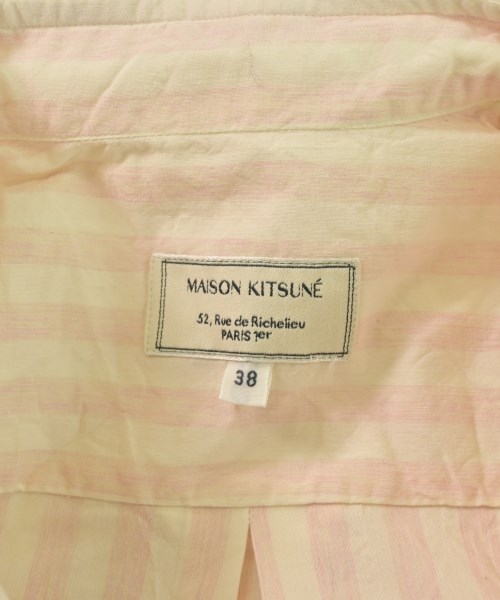 MAISON KITSUNÉ
52, Rue de Richelieu
PARIS 1er
38